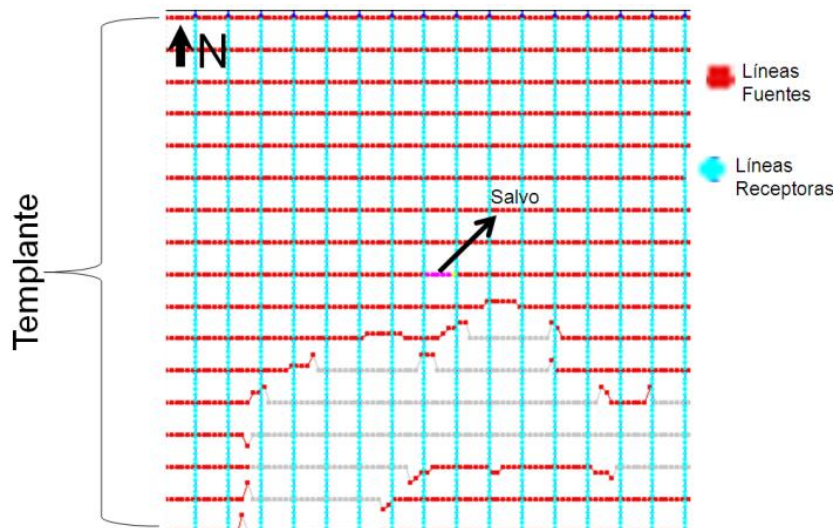 N
Líneas
Fuentes
Líneas
Receptoras
Salvo
Templante